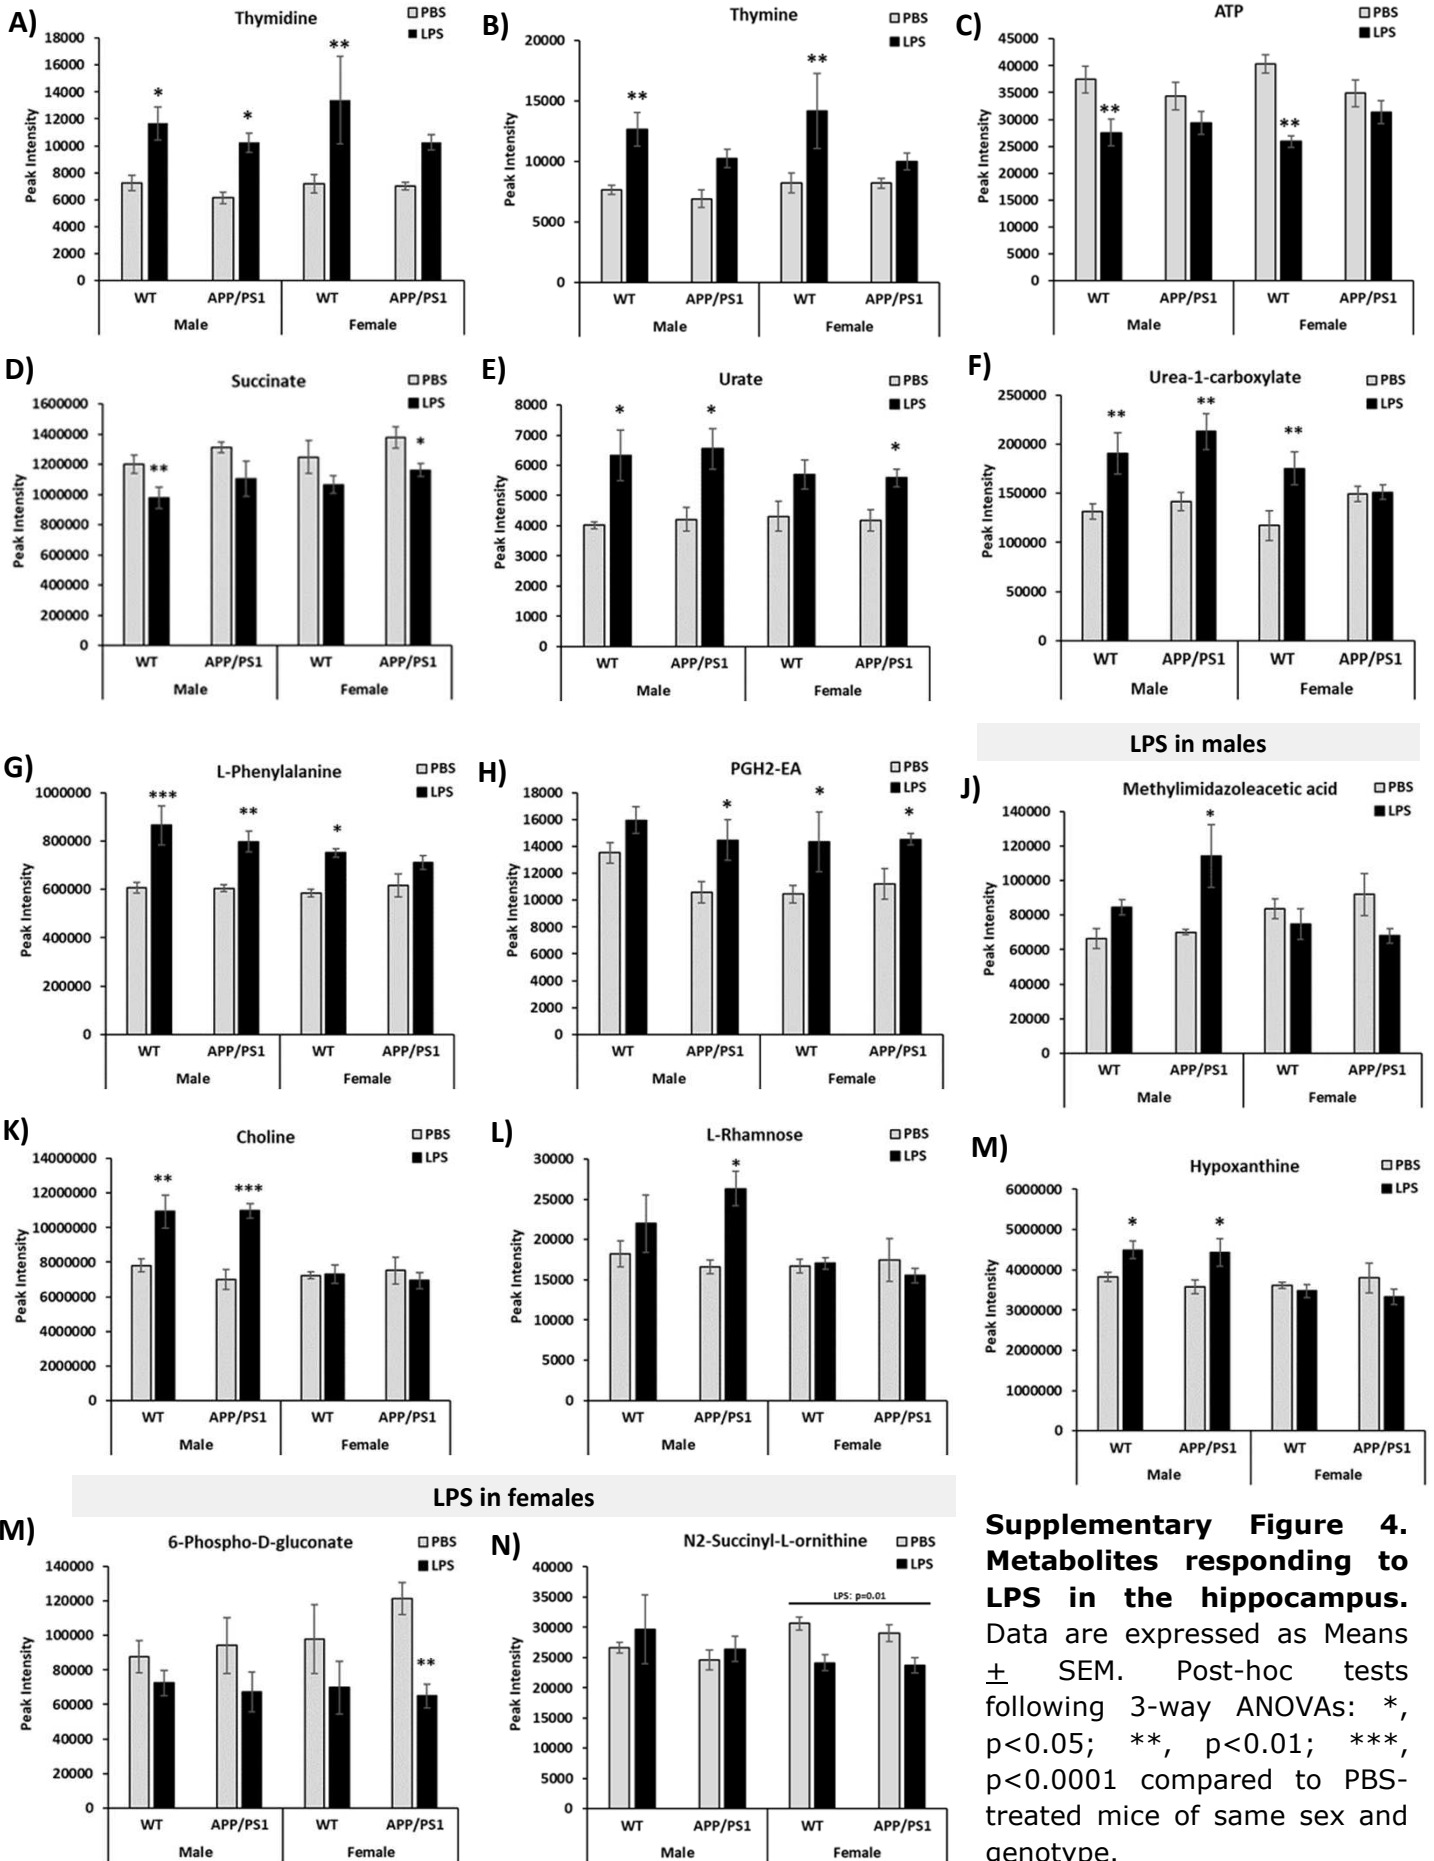 A)
Thymidine
PBS
LPS
Peak Intensity
18000
16000
14000
12000
10000
8000
6000
4000
2000
0
*
*
**
WT
APP/PS1
WT
APP/PS1
Male
Female
B)
Thymine
PBS
LPS
Peak Intensity
20000
15000
10000
5000
0
**
**
WT
APP/PS1
WT
APP/PS1
Male
Female
C)
ATP
PBS
LPS
Peak Intensity
45000
40000
35000
30000
25000
20000
15000
10000
5000
0
**
**
WT
APP/PS1
WT
APP/PS1
Male
Female
D)
Succinate
PBS
LPS
Peak Intensity
1600000
1400000
1200000
1000000
800000
600000
400000
200000
0
**
*
WT
APP/PS1
WT
APP/PS1
Male
Female
E)
Urate
PBS
LPS
Peak Intensity
8000
7000
6000
5000
4000
3000
2000
1000
0
*
*
*
WT
APP/PS1
WT
APP/PS1
Male
Female
F)
Urea-1-carboxylate
PBS
LPS
Peak Intensity
250000
200000
150000
100000
50000
0
**
**
**
WT
APP/PS1
WT
APP/PS1
Male
Female
G)
L-Phenylalanine
PBS
LPS
Peak Intensity
1000000
800000
600000
400000
200000
0
***
**
*
WT
APP/PS1
WT
APP/PS1
Male
Female
H)
PGH2-EA
PBS
LPS
Peak Intensity
18000
16000
14000
12000
10000
8000
6000
4000
2000
0
*
*
*
WT
APP/PS1
WT
APP/PS1
Male
Female
LPS in males
J)
Methylimidazoleacetic acid
PBS
LPS
Peak Intensity
140000
120000
100000
80000
60000
40000
20000
0
*
WT
APP/PS1
WT
APP/PS1
Male
Female
K)
Choline
PBS
LPS
Peak Intensity
14000000
12000000
10000000
8000000
6000000
4000000
2000000
0
**
***
WT
APP/PS1
WT
APP/PS1
Male
Female
L)
L-Rhamnose
PBS
LPS
Peak Intensity
30000
25000
20000
15000
10000
5000
0
*
WT
APP/PS1
WT
APP/PS1
Male
Female
M)
Hypoxanthine
PBS
LPS
Peak Intensity
6000000
5000000
4000000
3000000
2000000
1000000
0
*
*
WT
APP/PS1
WT
APP/PS1
Male
Female
LPS in females
M)
6-Phospho-D-gluconate
PBS
LPS
Peak Intensity
140000
120000
100000
80000
60000
40000
20000
0
**
WT
APP/PS1
WT
APP/PS1
Male
Female
N)
N2-Succinyl-L-ornithine
PBS
LPS
Peak Intensity
40000
35000
30000
25000
20000
15000
10000
5000
0
LPS: p=0.01
WT
APP/PS1
WT
APP/PS1
Male
Female
Supplementary Figure 4.
Metabolites responding to
LPS in the hippocampus.
Data are expressed as Means
± SEM. Post-hoc tests
following 3-way ANOVAs: *,
p<0.05; **, p<0.01; ***,
p<0.0001 compared to PBS-
treated mice of same sex and
genotype.